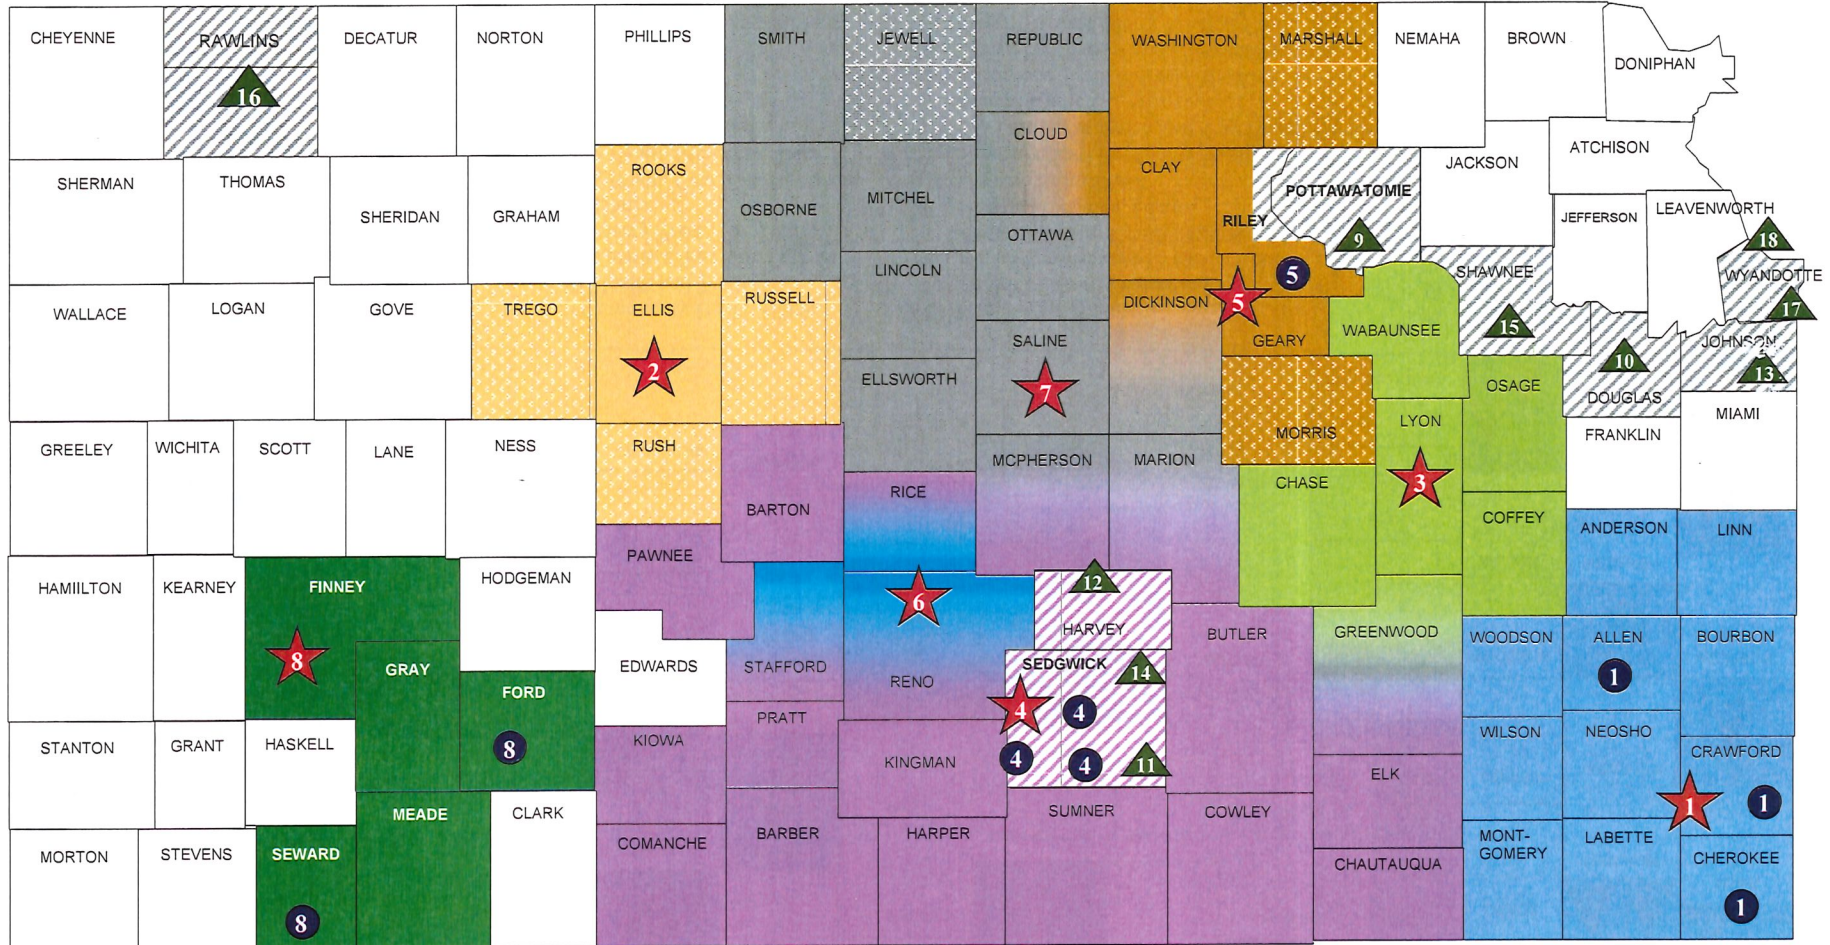 CHEYENNE
RAWLINS
DECATUR
NORTON
PHILLIPS
SMITH
JEWELL
REPUBLIC
WASHINGTON
MARSHALL
NEMAHA
BROWN
DONIPHAN
16
CLOUD
SHERMAN
THOMAS
SHERIDAN
GRAHAM
ROOKS
OSBORNE
MITCHEL
OTTAWA
CLAY
RILEY
POTTAWATOMIE
9
JACKSON
ATCHISON
JEFFERSON
LEAVENWORTH
18
WYANDOTTE
17
WALLACE
LOGAN
GOVE
TREGO
ELLIS
2
RUSSELL
LINCOLN
ELLSWORTH
SALINE
7
DICKINSON
5
5
GEARY
WABAUNSEE
SHAWNEE
15
10
DOUGLAS
JOHNSON
13
OSAGE
MORRIS
LYON
3
FRANKLIN
MIAMI
GREELEY
WICHITA
SCOTT
LANE
NESS
RUSH
BARTON
RICE
MCPHERSON
MARION
CHASE
COFFEY
ANDERSON
LINN
HAMIILTON
KEARNEY
FINNEY
8
HODGEMAN
PAWNEE
6
12
HARVEY
BUTLER
GREENWOOD
WOODSON
ALLEN
1
BOURBON
GRAY
FORD
8
EDWARDS
STAFFORD
RENO
SEDGWICK
14
4
4
4
4
11
STANTON
GRANT
HASKELL
KIOWA
PRATT
KINGMAN
ELK
WILSON
NEOSHO
CRAWFORD
1
1
MORTON
STEVENS
SEWARD
8
MEADE
CLARK
COMANCHE
BARBER
HARPER
SUMNER
COWLEY
CHAUTAUQUA
MONT-
GOMERY
LABETTE
CHEROKEE
1